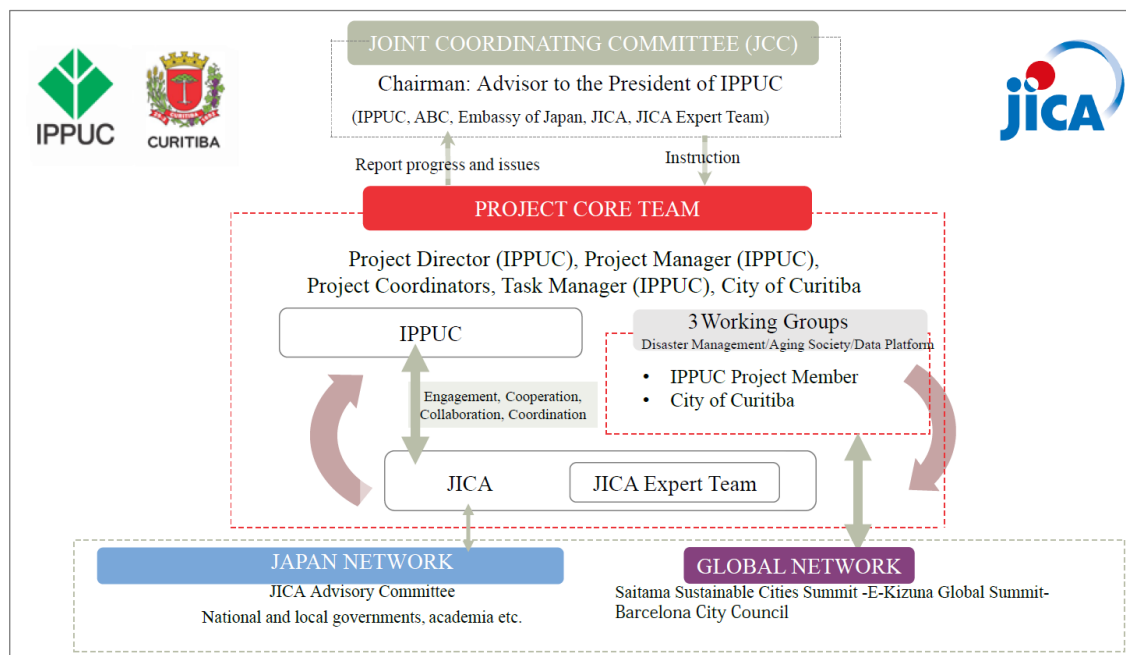 JOINT COORDINATING COMMITTEE (JCC)
Chairman: Advisor to the President of IPPUC
(IPPUC, ABC, Embassy of Japan, JICA, JICA Expert Team)
IPPUC
CURITIBA
JICA
Report progress and issues
Instruction
PROJECT CORE TEAM
Project Director (IPPUC), Project Manager (IPPUC),
Project Coordinators, Task Manager (IPPUC), City of Curitiba
IPPUC
3 Working Groups
Disaster Management/Aging Society/Data Platform
• IPPUC Project Member
• City of Curitiba
Engagement, Cooperation,
Collaboration, Coordination
JICA
JICA Expert Team
JAPAN NETWORK
JICA Advisory Committee
National and local governments, academia etc.
GLOBAL NETWORK
Saitama Sustainable Cities Summit -E-Kizuna Global Summit-
Barcelona City Council